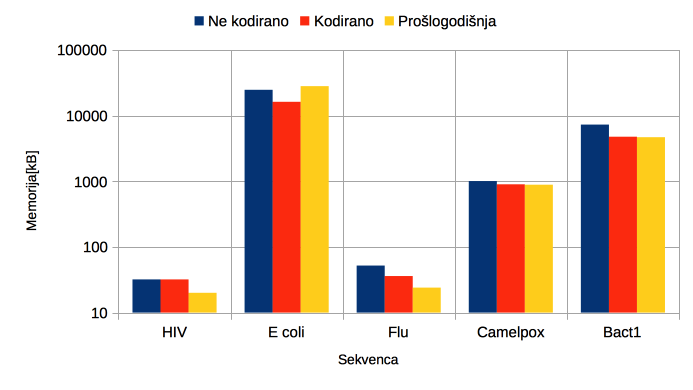 Ne kodirano Kodirano Prošlogodišnja
100000
10000
1000
100
10
Memorija[kB]
HIV E coli Flu Camelpox Bact1
Sekvenca